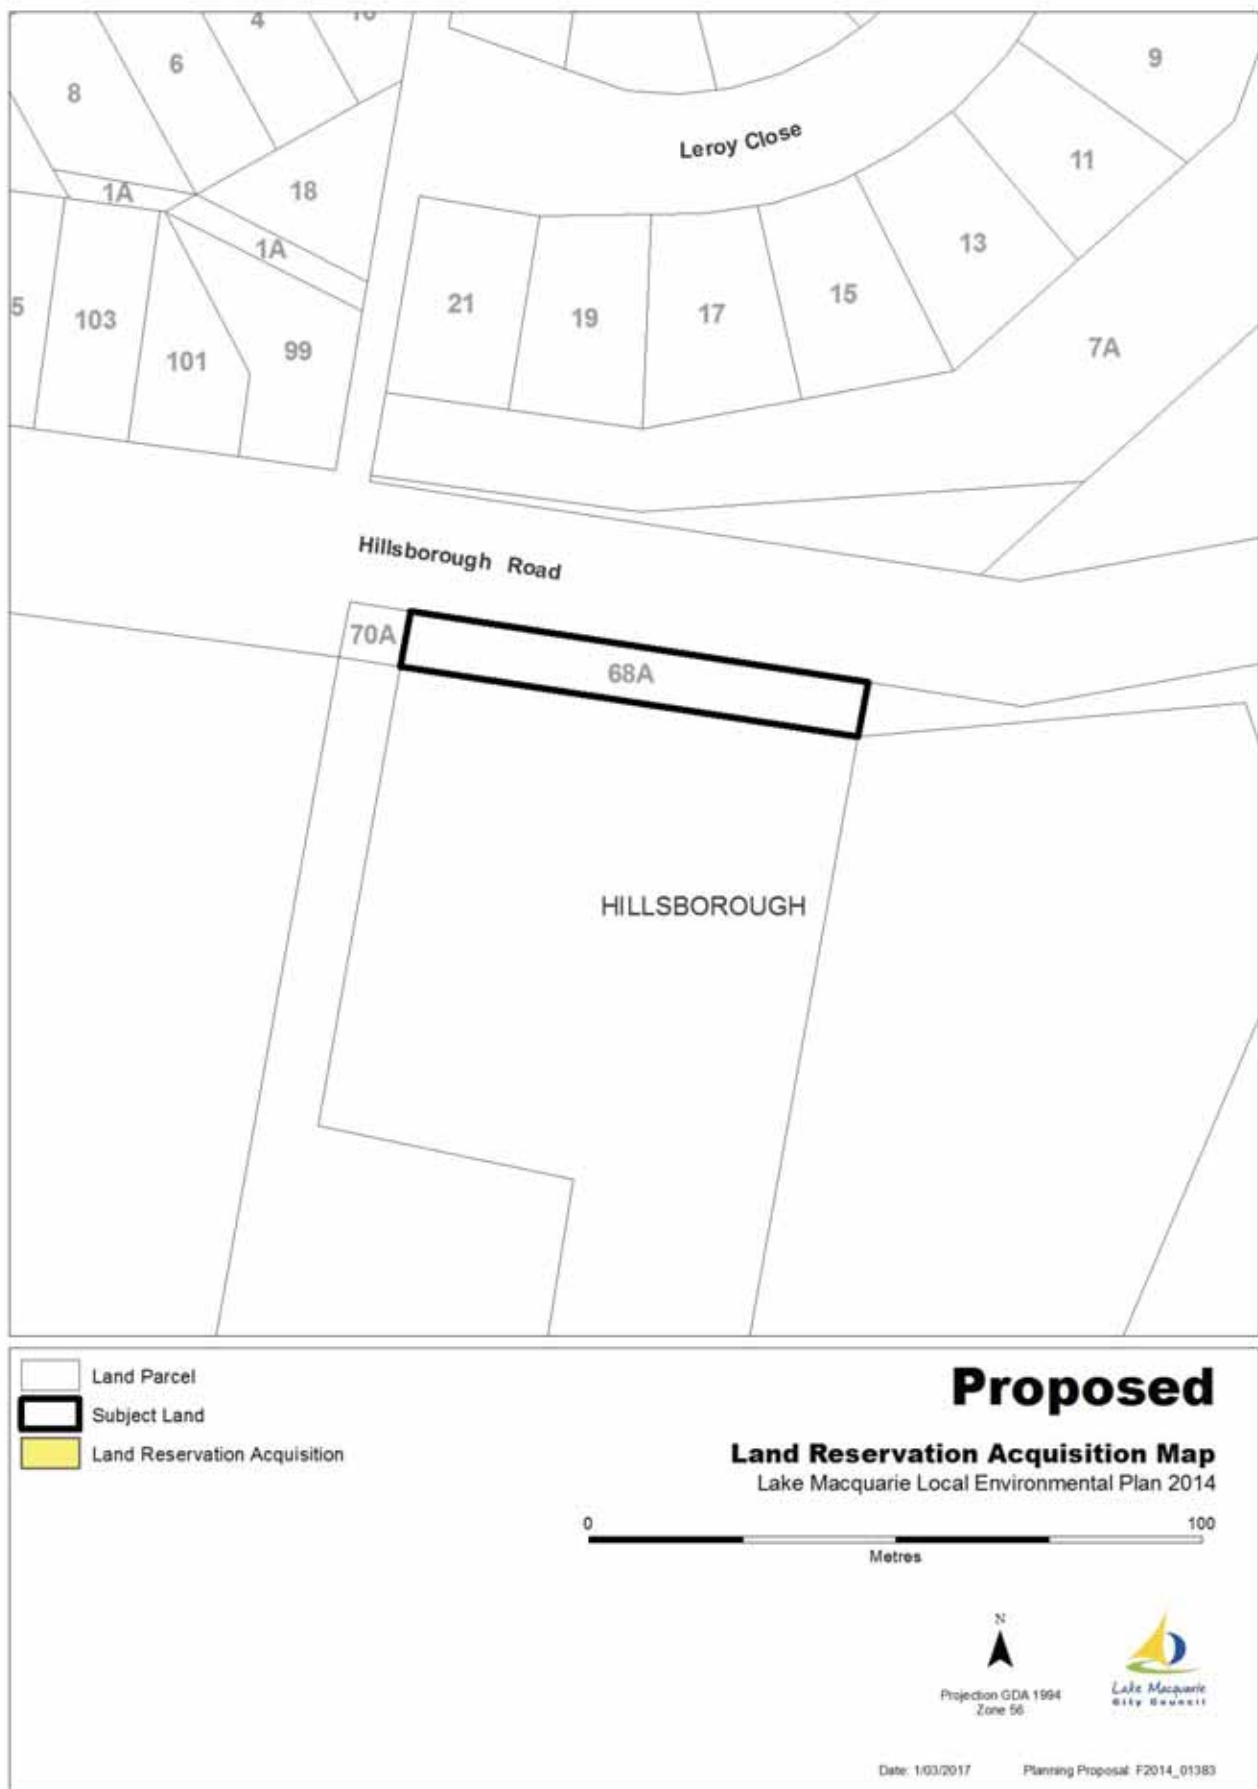 4
6
8
9
Leroy Close
11
1A
18
1A
13
15
21
17
19
5
103
99
101
7A
Hillsborough Road
70A
68A
HILLSBOROUGH
Land Parcel
Subject Land
Land Reservation Acquisition
Proposed
Land Reservation Acquisition Map
Lake Macquarie Local Environmental Plan 2014
0 100
Metres
N
Projection GDA 1994
Zone 56
Lake Macquarie
City Council
Date: 1/03/2017 Planning Proposal: F2014_01383